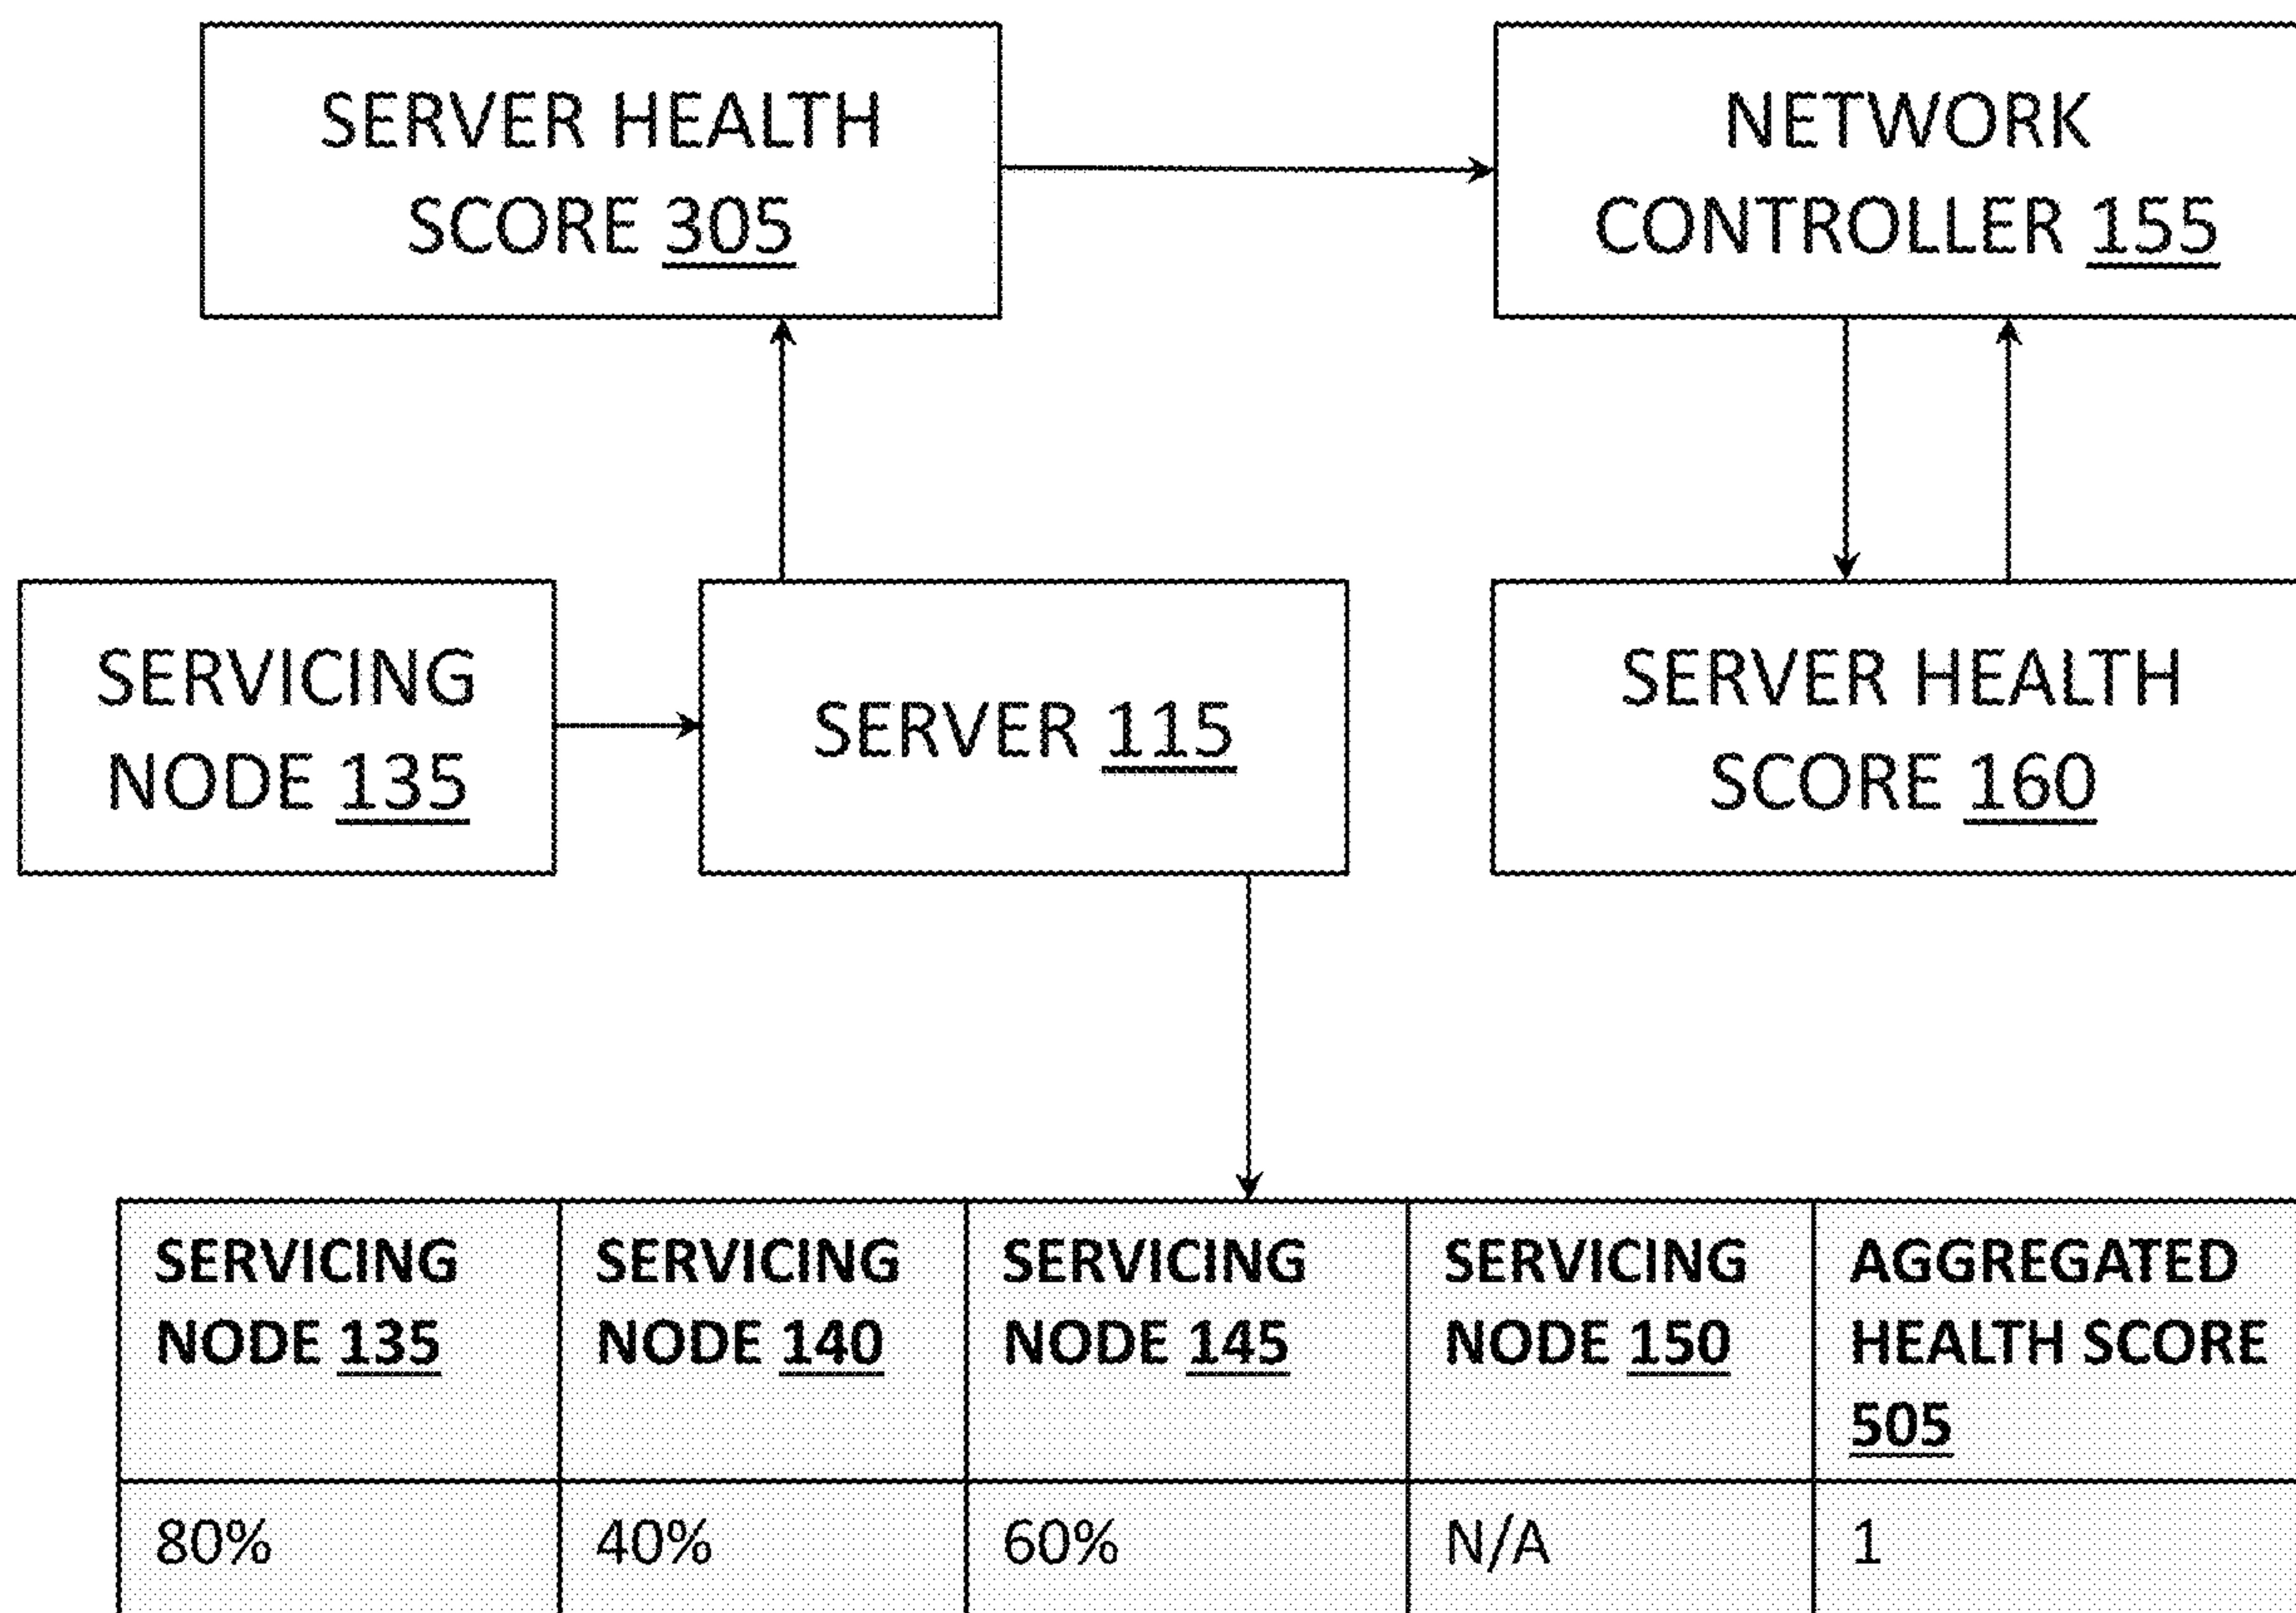 SERVER HEALTH
SCORE 305
NETWORK
CONTROLLER 155
SERVICING
NODE 135
SERVER 115
SERVER HEALTH
SCORE 160
SERVICING
NODE 135
SERVICING
NODE 140
SERVICING
NODE 145
SERVICING
NODE 150
AGGREGATED
HEALTH SCORE
505
80%
40%
60%
N/A
1